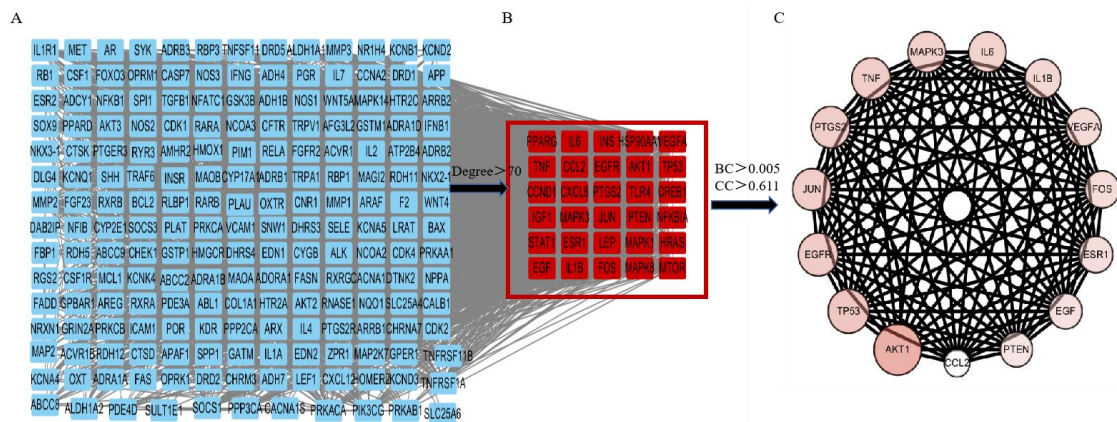 A
B
C
IL1R1 MET AR SYK ADRB3 RBP3 TNFSF11 DRD5 ALDH1A1 MMP3 NR1H4 KCNB1 KCND2
RB1 CSF1 FOXO3 OPRM1 CASP7 NOS3 IFNG ADH4 PGR IL7 CCNA2 DRD1 APP
ESR2 ADCY1 NFKB1 SPI1 TGFB1 NFATC1 GSK3B ADH1B NOS1 WNT5A MAPK14 HTR2C ARRB2
SOX9 PPARD AKT3 NOS2 CDK1 RARA NCOA3 CFTR TRPV1 AFG3L2 GSTM1 ADRA1D IFNB1
NKX3-1 CTSK PTGER3 RYR3 AMHR2 HMOX1 PIM1 RELA FGFR2 ACVR1 IL2 ATP2B4 ADRB2
DLG4 KCNQ1 SHH TRAF6 INSR MAOB CYP17A1 ADRB1 TRPA1 RBP1 MAGI2 RDH11 NKX2-1
MMP2 FGF23 RXRB BCL2 RLBP1 RARB PLAU OXTR CNR1 MMP1 ARAF F2 WNT4
DAB2IP NFIB CYP2E1 SOCS3 PLAT PRKCA VCAM1 SNW1 DHRS3 SELE KCNA5 LRAT BAX
FBP1 RDH5 ABCC9 CHEK1 GSTP1 HMGCR DHRS4 EDN1 CYGB ALK NCOA2 CDK4 PRKAA1
RGS2 CSF1R MCL1 KCNK4 ABCC2 ADRA1B MAOA ADORA1 FASN RXRG CACNA1D TNK2 NPPA
FADD GPBAR1 AREG RXRA PDE3A ABL1 COL1A1 HTR2A AKT2 RNASE1 NQO1 SLC25A4 CALB1
NRXN1 GRIN2A PRKCB ICAM1 POR KDR PPP2CA ARX IL4 PTGS2R ARRB1 CHRNA7 CDK2
MAP2 ACVR1B RDH12 CTSD APAF1 SPP1 GATM IL1A EDN2 ZPR1 MAP2K7 GPER1 TNFRSF11B
KCNA4 OXT ADRA1A FAS OPRK1 DRD2 CHRM3 ADH7 LEF1 CXCL12 HOMER2 KCND3 TNFRSF1A
ABCC8 ALDH1A2 PDE4D SULT1E1 SOCS1 PPP3CA CACNA1S PRKACA PIK3CG PRKAB1 SLC25A6
Degree>70
PPARG IL6 INS HSP90AA1 VEGFA
TNF CCL2 EGFR AKT1 TP53
CCND1 CXCL8 PTGS2 TLR4 CREB1
IGF1 MAPK3 JUN PTEN NFKBIA
STAT1 ESR1 LEP MAPK1 HRAS
EGF IL1B FOS MAPK8 MTOR
BC>0.005
CC>0.611
MAPK3
IL6
TNF
IL1B
PTGS2
VEGFA
JUN
FOS
EGFR
ESR1
TP53
EGF
AKT1
PTEN
CCL2